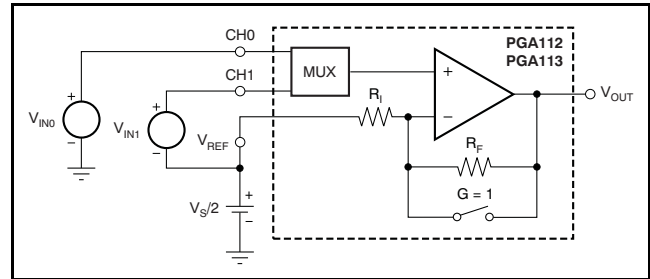 CH0
PGA112
PGA113
MUX
+
CH1
R_I
V_OUT
+
V_IN0
-
+
V_IN1
-
V_REF
-
R_F
G = 1
V_S/2
+
-